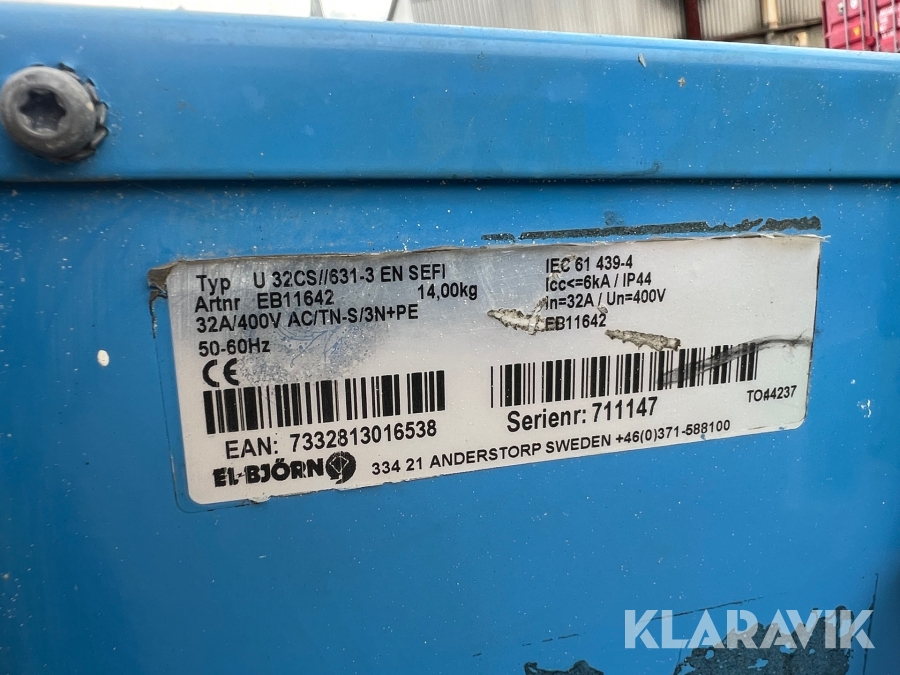 Typ U 32CS//631-3 EN SEFI
Artnr EB11642 14,00kg
32A/400V AC/TN-S/3N+PE
50-60Hz
CE
EAN: 7332813016538
IEC 61 439-4
Icc<=6kA / IP44
In=32A / Un=400V
EB11642
Serienr: 711147
TO44237
EL-BJÖRN 334 21 ANDERSTORP SWEDEN +46(0)371-588100
KLARAVIK